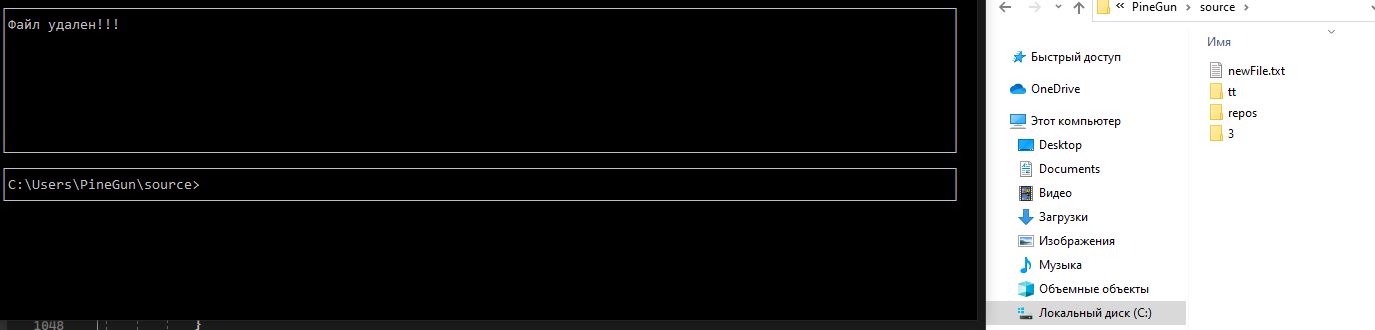 Файл удален!!!
C:\Users\PineGun\source>
1048 }
« PineGun > source >
Имя
Быстрый доступ
newFile.txt
OneDrive
tt
repos
Этот компьютер
3
Desktop
Documents
Видео
Загрузки
Изображения
Музыка
Объемные объекты
Локальный диск (C:)